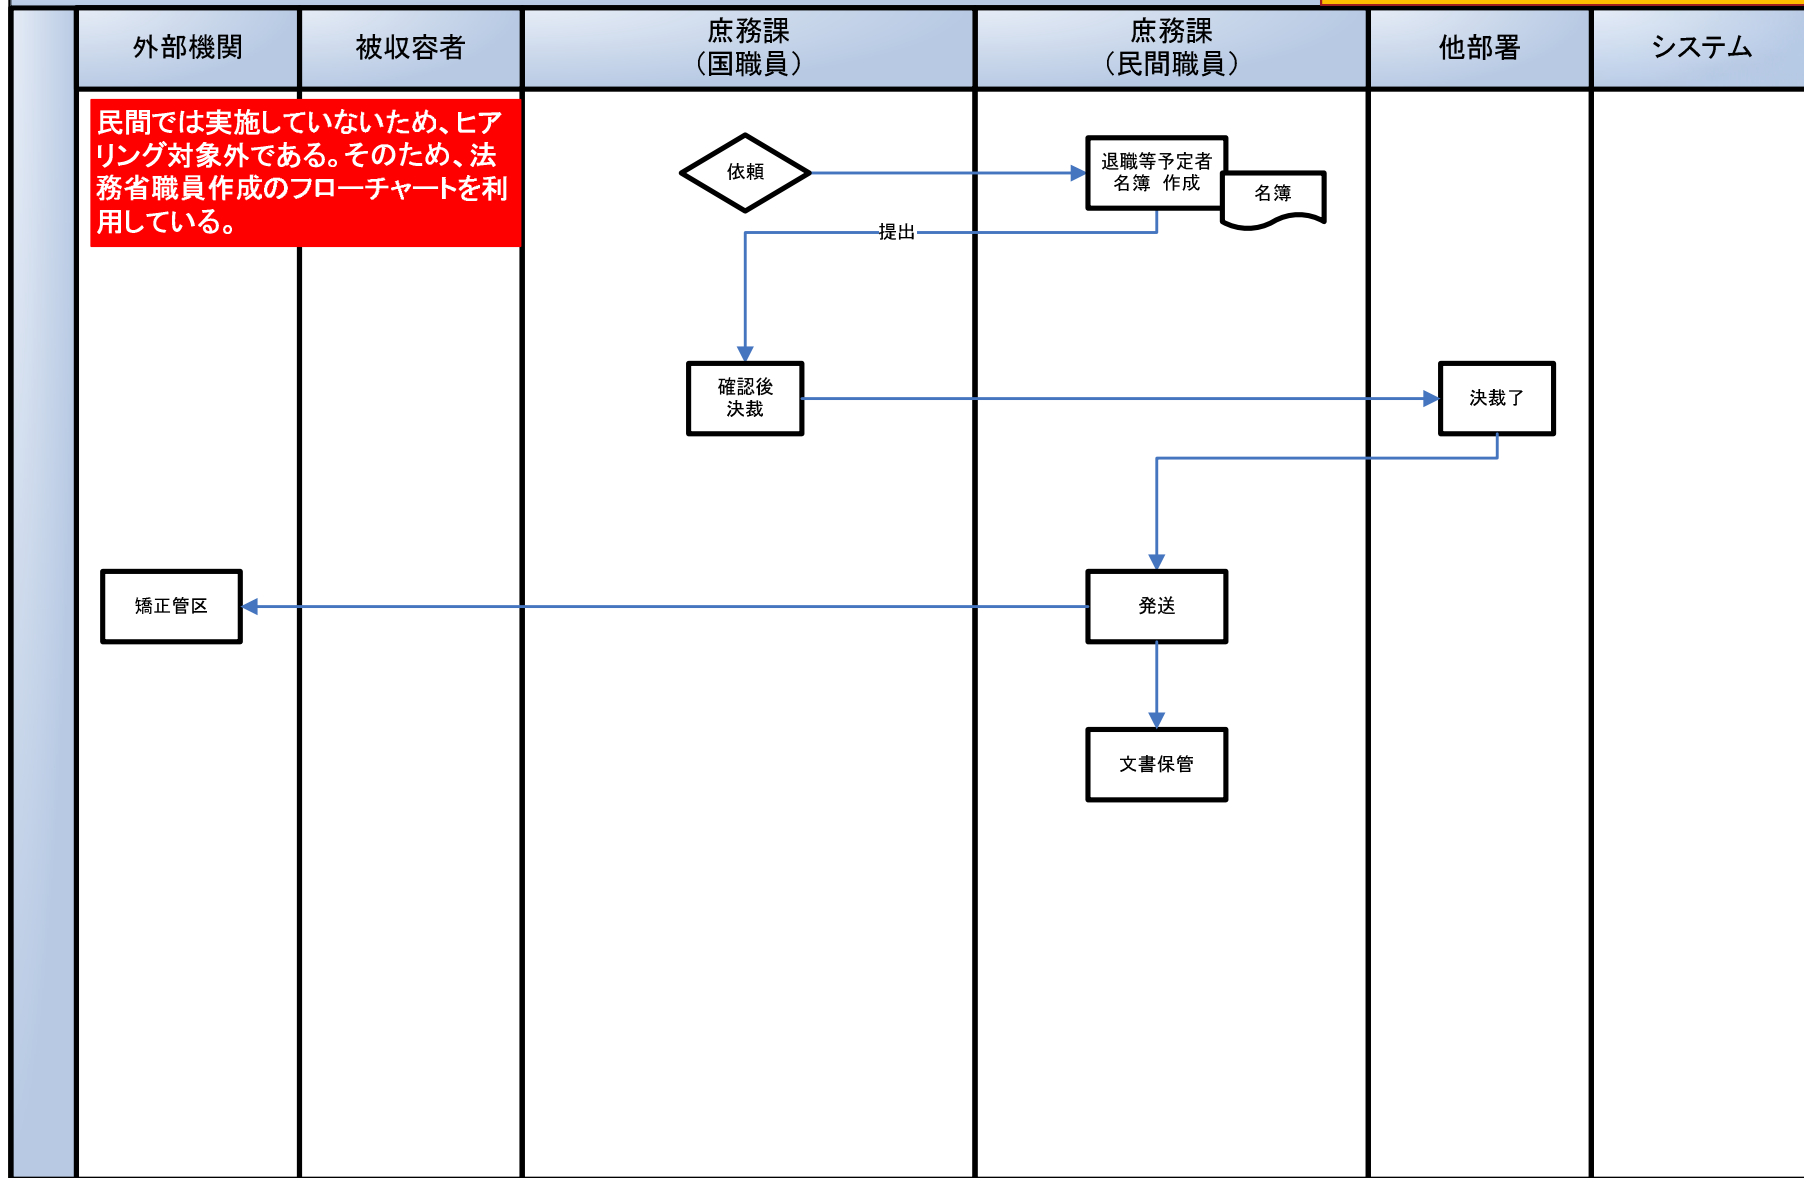 外部機関
被収容者
庶務課
（国職員）
庶務課
（民間職員）
他部署
システム
民間では実施していないため、ヒア
リング対象外である。そのため、法
務省職員作成のフローチャートを利
用している。
依頼
退職等予定者
名簿 作成
名簿
提出
確認後
決裁
決裁了
矯正管区
発送
文書保管